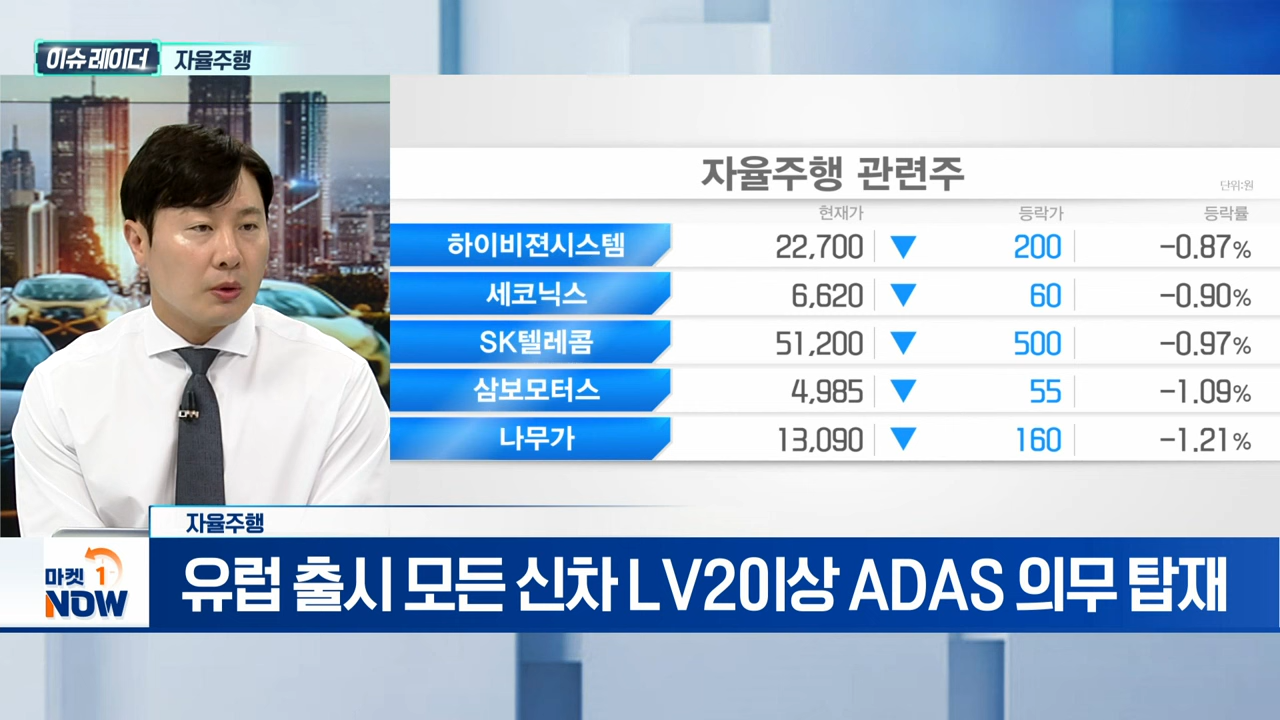 이슈레이더 자율주행
자율주행 관련주
단위:원
현재가 등락가 등락률
하이비젼시스템 22,700 ▼ 200 -0.87%
세코닉스 6,620 ▼ 60 -0.90%
SK텔레콤 51,200 ▼ 500 -0.97%
삼보모터스 4,985 ▼ 55 -1.09%
나무가 13,090 ▼ 160 -1.21%
자율주행
마켓 1
NOW
유럽 출시 모든 신차 LV2이상 ADAS 의무 탑재